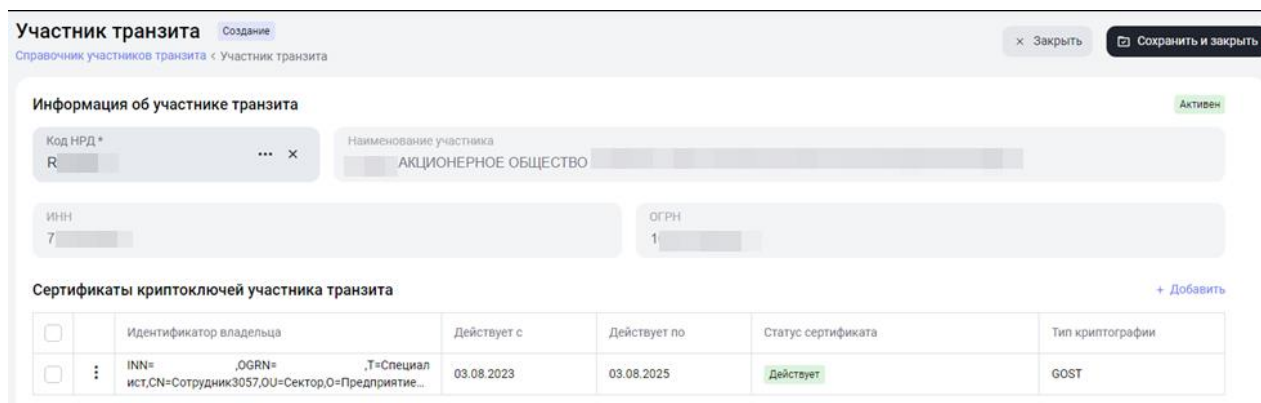 Участник транзита Создание
× Закрыть Сохранить и закрыть
Справочник участников транзита < Участник транзита
Информация об участнике транзита Активен
Код НРД * Наименование участника
R ... × АКЦИОНЕРНОЕ ОБЩЕСТВО
ИНН ОГРН
7 1
Сертификаты криптоключей участника транзита + Добавить
Идентификатор владельца Действует с Действует по Статус сертификата Тип криптографии
INN= ,OGRN= ,T=Специал
ист,CN=Сотрудник3057,OU=Сектор,O=Предприятие... 03.08.2023 03.08.2025 Действует GOST